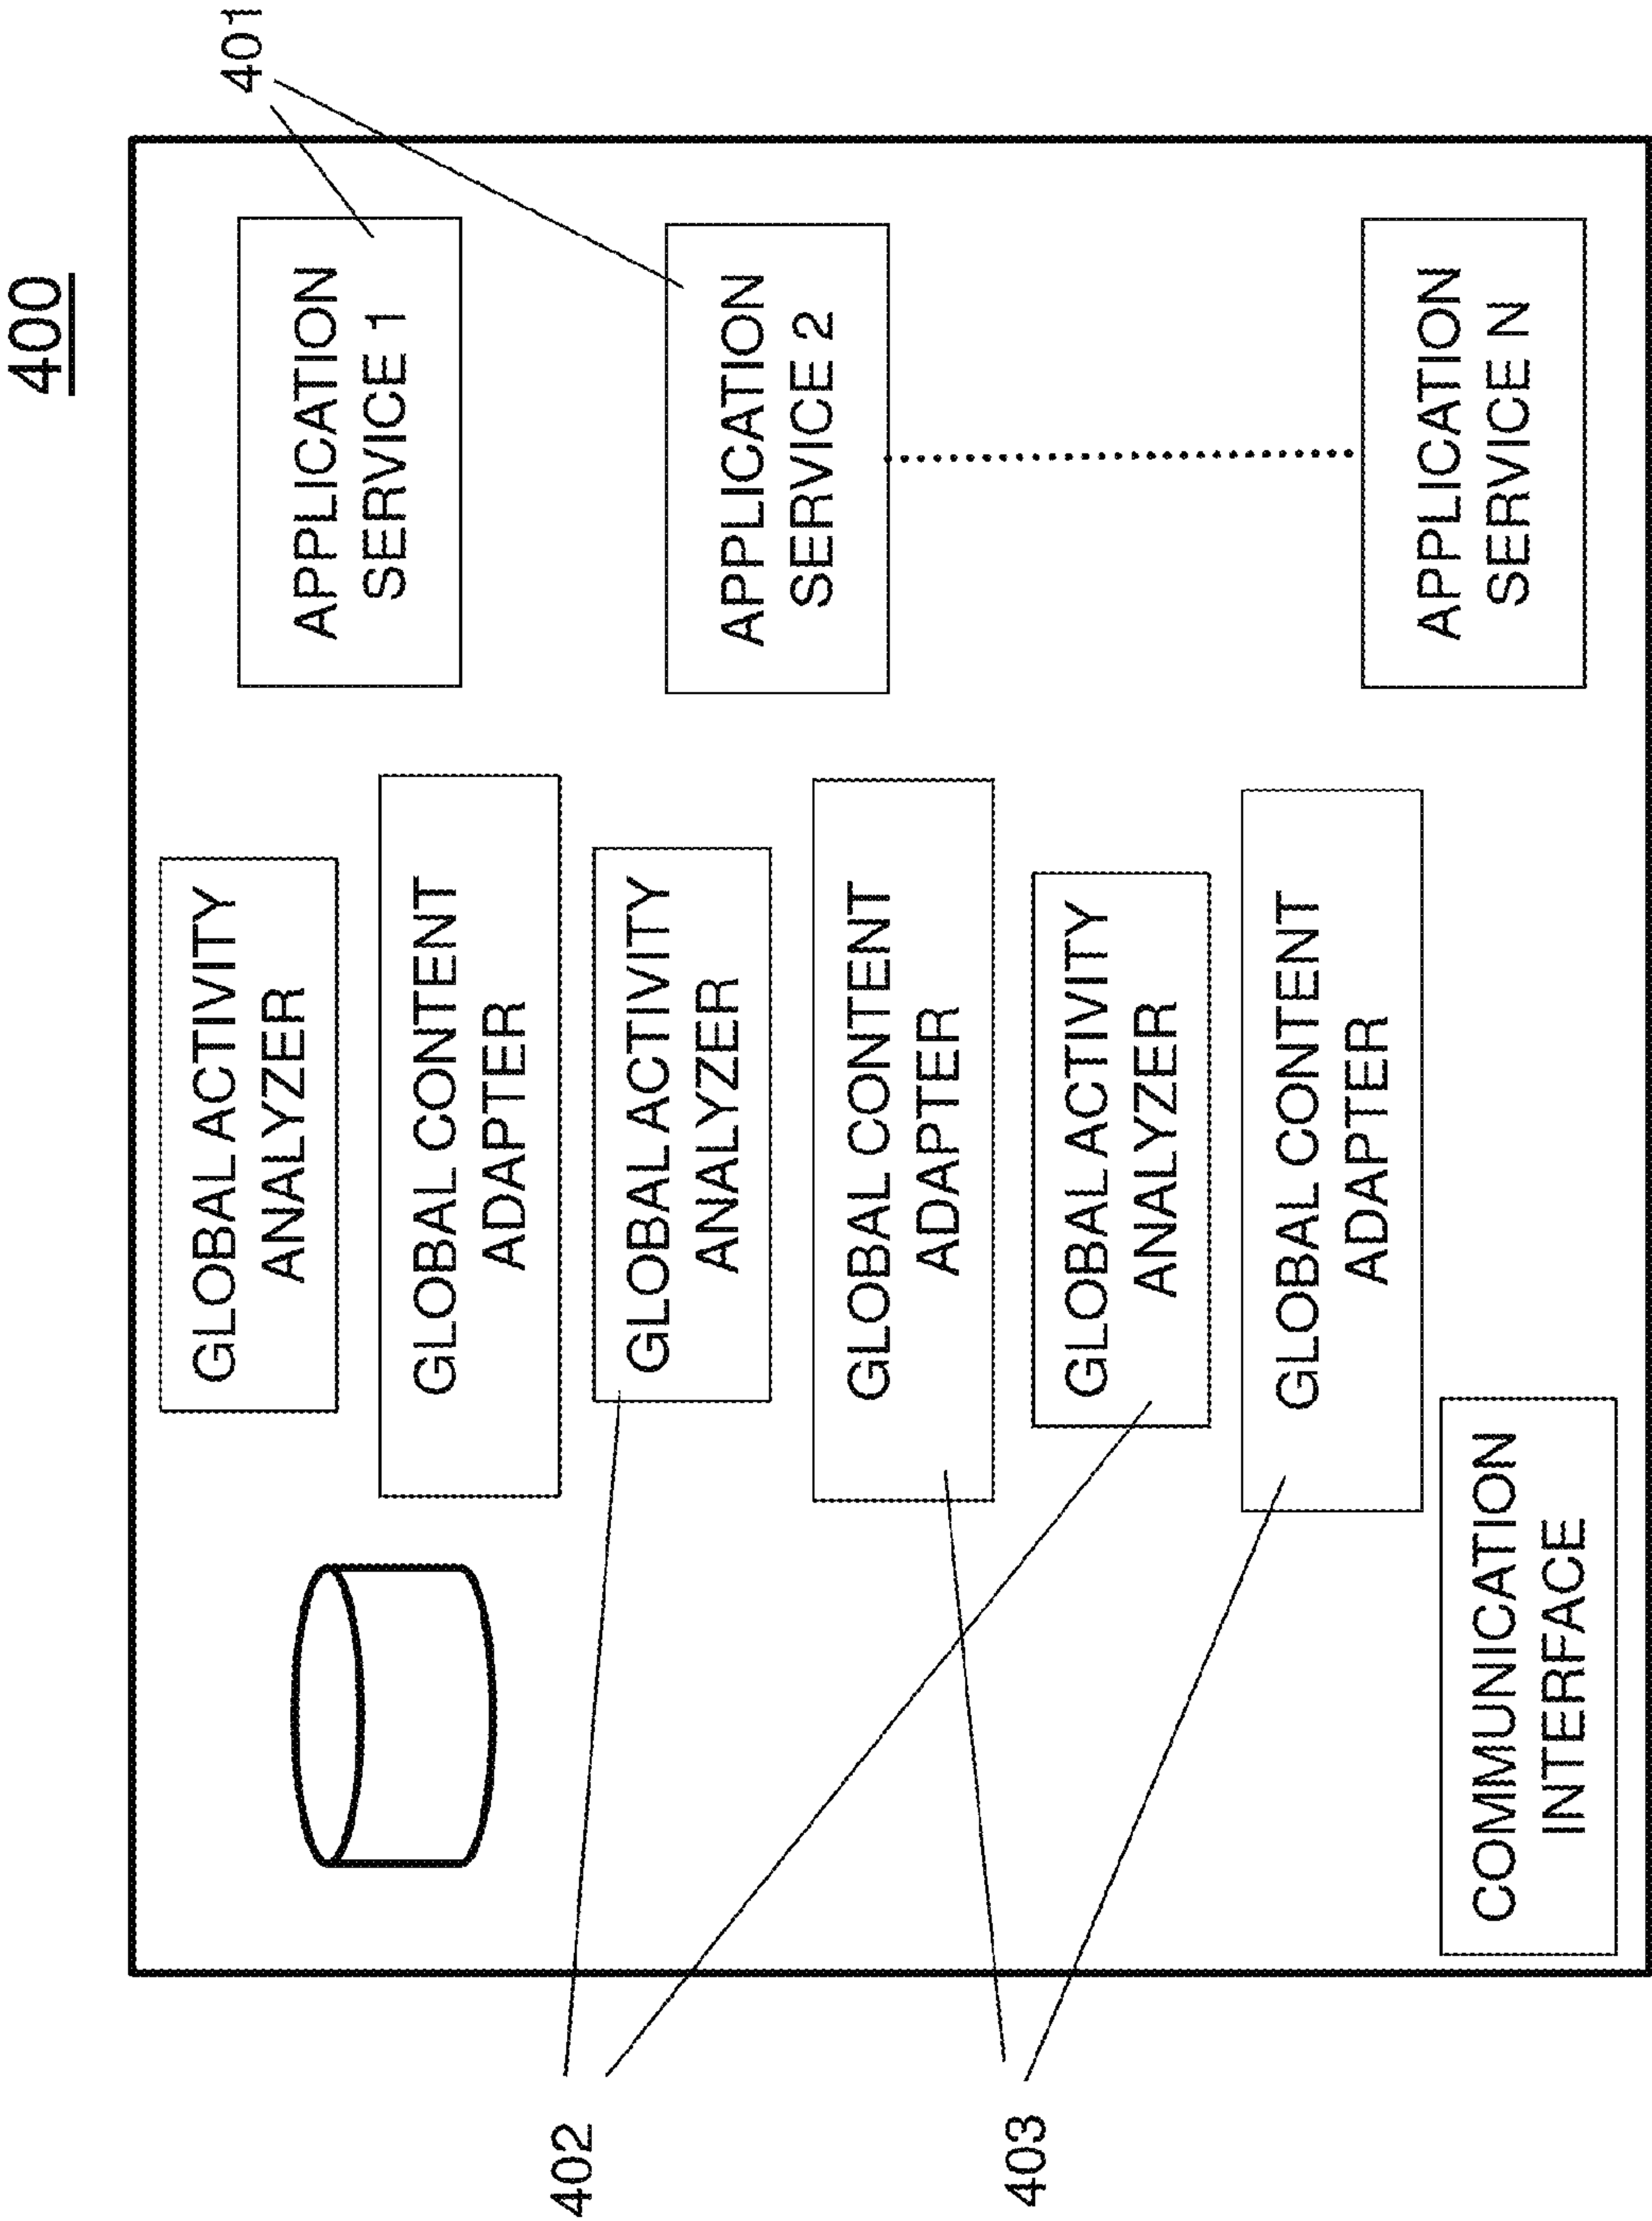 400
401
APPLICATION
SERVICE 1
APPLICATION
SERVICE 2
APPLICATION
SERVICE N
GLOBAL ACTIVITY
ANALYZER
GLOBAL CONTENT
ADAPTER
GLOBAL ACTIVITY
ANALYZER
GLOBAL CONTENT
ADAPTER
GLOBAL ACTIVITY
ANALYZER
GLOBAL CONTENT
ADAPTER
COMMUNICATION
INTERFACE
402
403